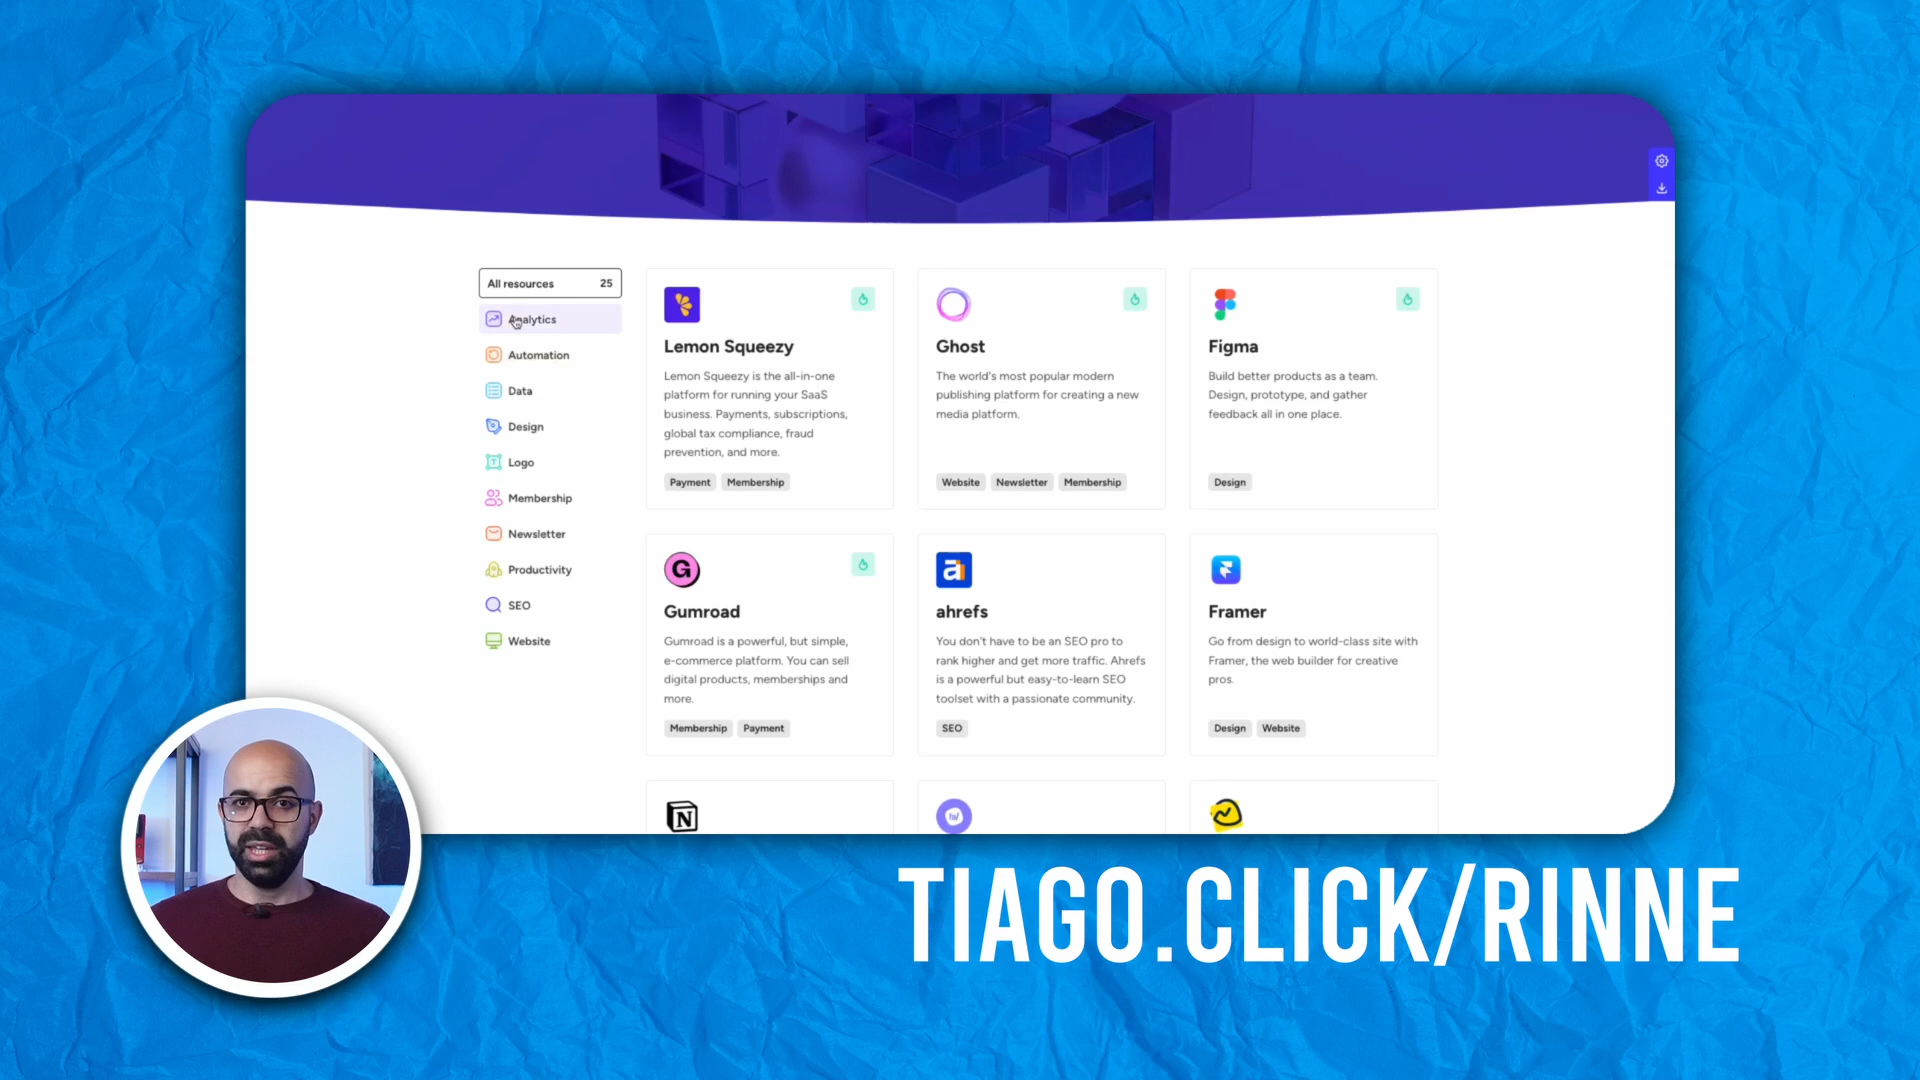 All resources 25
Analytics
Automation
Data
Design
Logo
Membership
Newsletter
Productivity
SEO
Website
Lemon Squeezy
Lemon Squeezy is the all-in-one
platform for running your SaaS
business. Payments, subscriptions,
global tax compliance, fraud
prevention, and more.
Payment Membership
Ghost
The world's most popular modern
publishing platform for creating a new
media platform.
Website Newsletter Membership
Figma
Build better products as a team.
Design, prototype, and gather
feedback all in one place.
Design
G
Gumroad
Gumroad is a powerful, but simple,
e-commerce platform. You can sell
digital products, memberships and
more.
Membership Payment
a
ahrefs
You don't have to be an SEO pro to
rank higher and get more traffic. Ahrefs
is a powerful but easy-to-learn SEO
toolset with a passionate community.
SEO
Framer
Go from design to world-class site with
Framer, the web builder for creative
pros.
Design Website
N
TIAGO.CLICK/RINNE